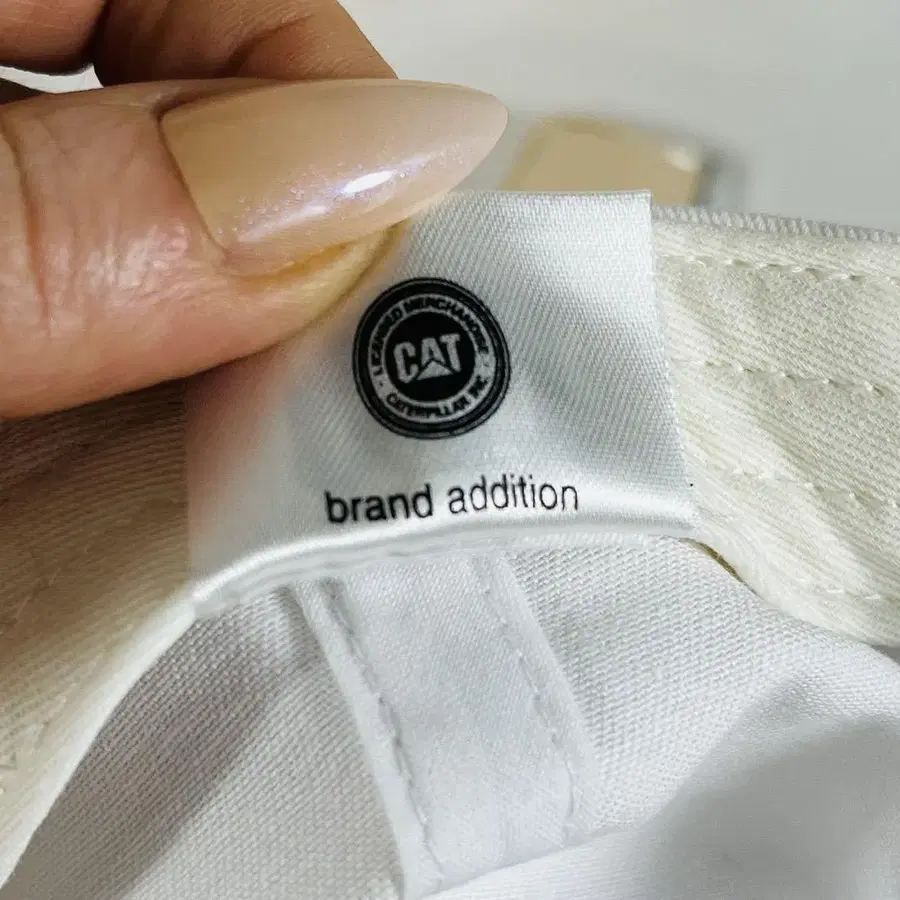 LICENSED MERCHANDISE
CAT
CATERPILLAR INC.
brand addition